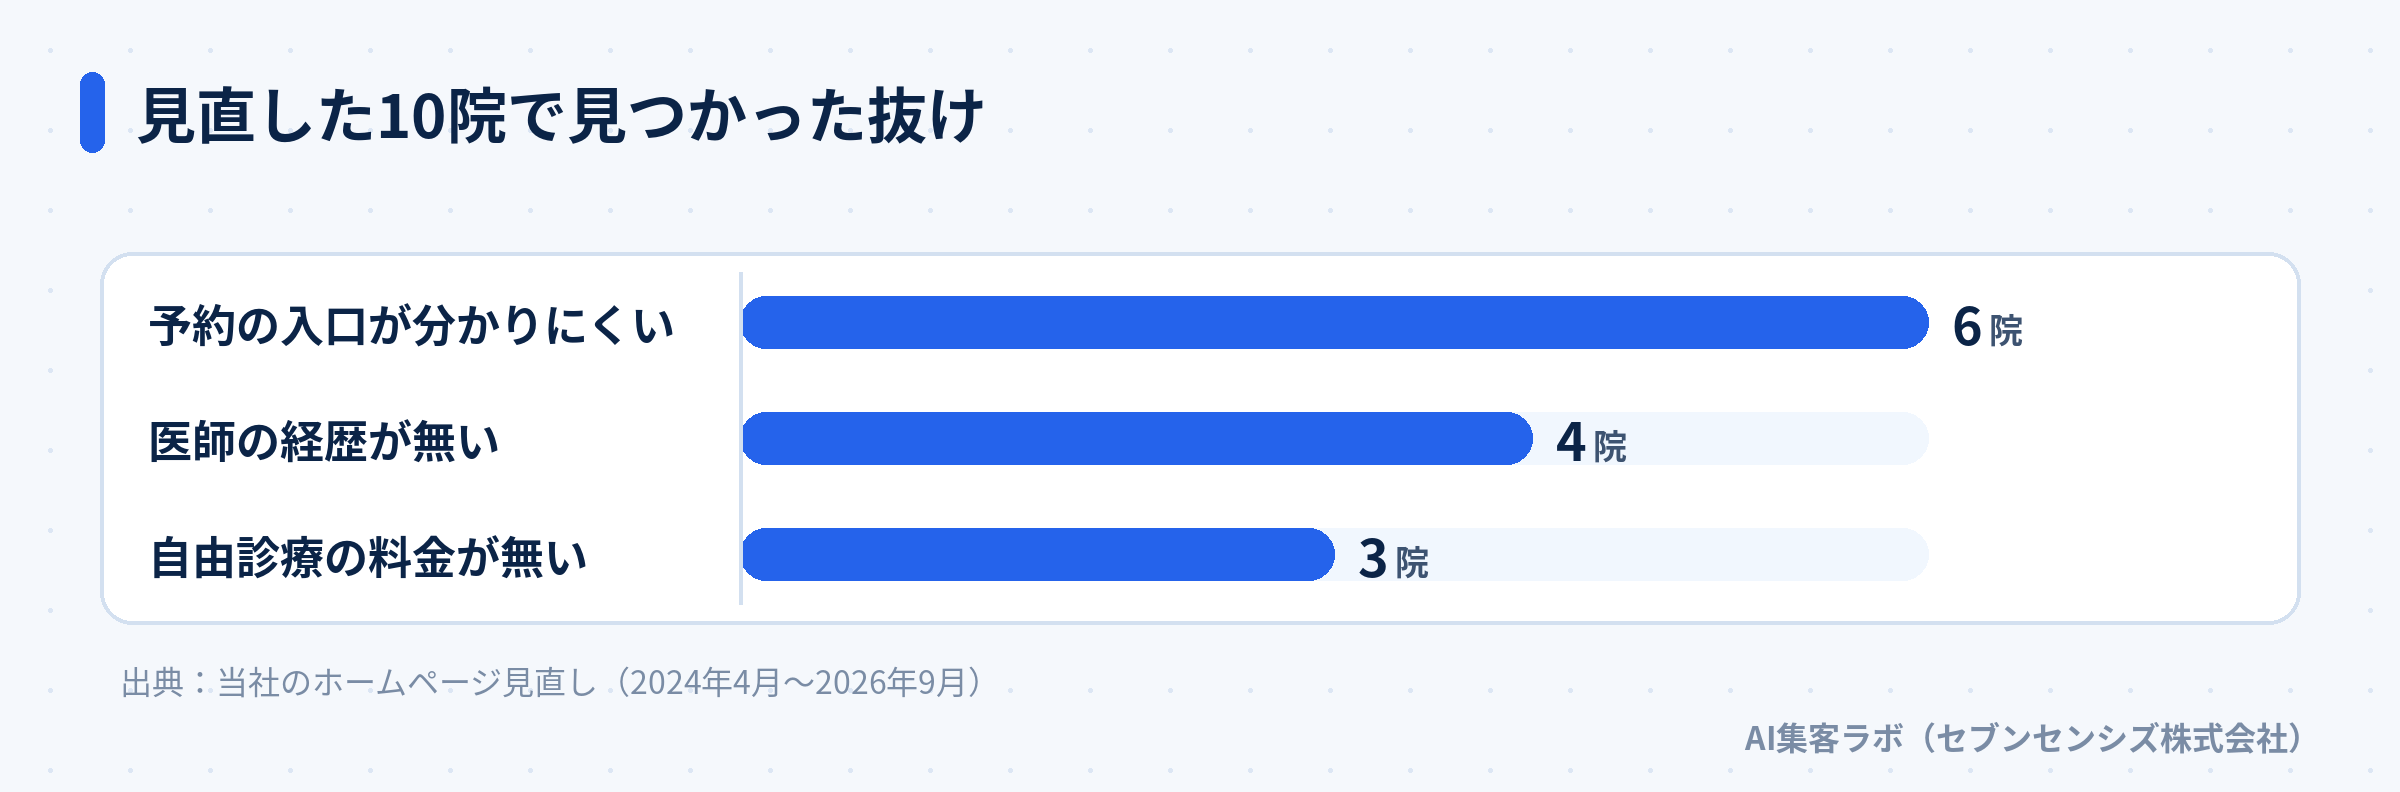 見直した10院で見つかった抜け
予約の入口が分かりにくい 6院
医師の経歴が無い 4院
自由診療の料金が無い 3院
出典：当社のホームページ見直し（2024年4月〜2026年9月）
AI集客ラボ（セブンセンシズ株式会社）